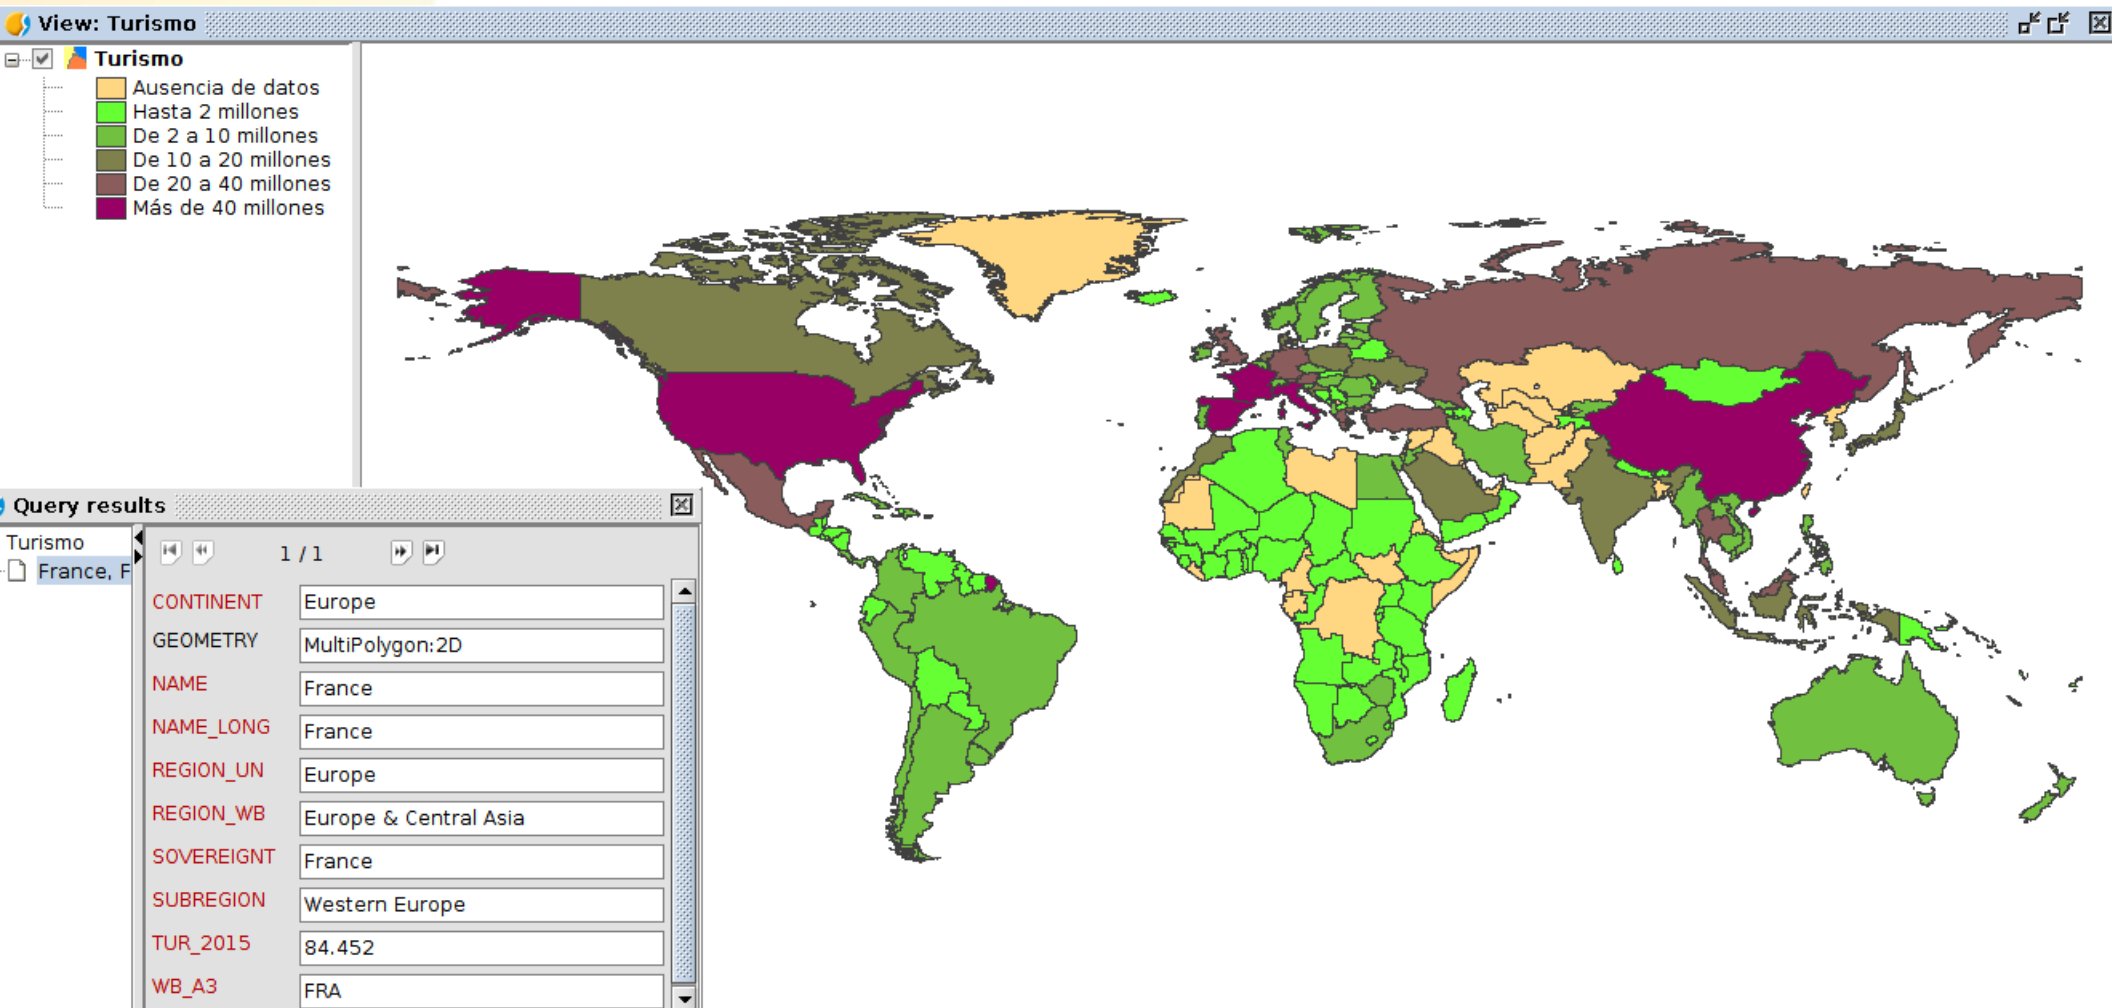 View: Turismo
Turismo
Ausencia de datos
Hasta 2 millones
De 2 a 10 millones
De 10 a 20 millones
De 20 a 40 millones
Más de 40 millones
Query results
Turismo
France, F
1 / 1
CONTINENT Europe
GEOMETRY MultiPolygon:2D
NAME France
NAME_LONG France
REGION_UN Europe
REGION_WB Europe & Central Asia
SOVEREIGNT France
SUBREGION Western Europe
TUR_2015 84.452
WB_A3 FRA